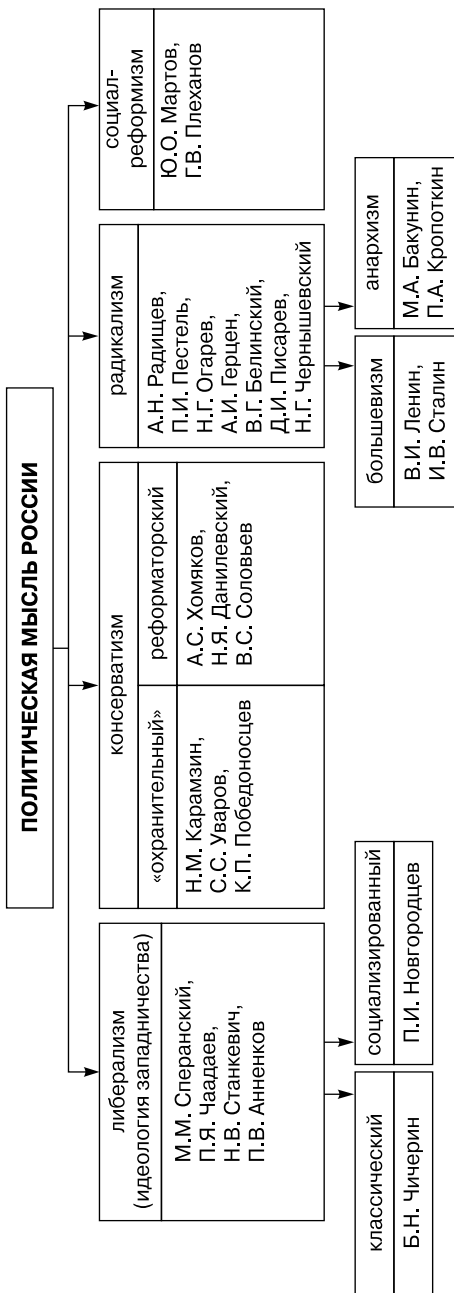 ПОЛИТИЧЕСКАЯ МЫСЛЬ РОССИИ
либерализм
(идеология западничества)
М.М. Сперанский,
П.Я. Чаадаев,
Н.В. Станкевич,
П.В. Анненков
классический
Б.Н. Чичерин
социализированный
П.И. Новгородцев
консерватизм
«охранительный»
Н.М. Карамзин,
С.С. Уваров,
К.П. Победоносцев
реформаторский
А.С. Хомяков,
Н.Я. Данилевский,
В.С. Соловьев
радикализм
А.Н. Радищев,
П.И. Пестель,
Н.Г. Огарев,
А.И. Герцен,
В.Г. Белинский,
Д.И. Писарев,
Н.Г. Чернышевский
большевизм
В.И. Ленин,
И.В. Сталин
анархизм
М.А. Бакунин,
П.А. Кропоткин
социал-
реформизм
Ю.О. Мартов,
Г.В. Плеханов